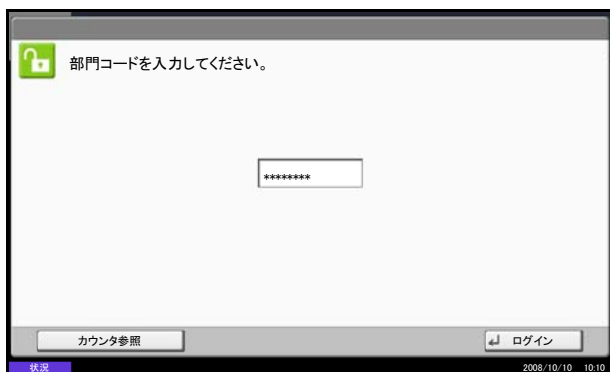 部門コードを入力してください。
********
カウンタ参照
ログイン
状況
2008/10/10 10:10